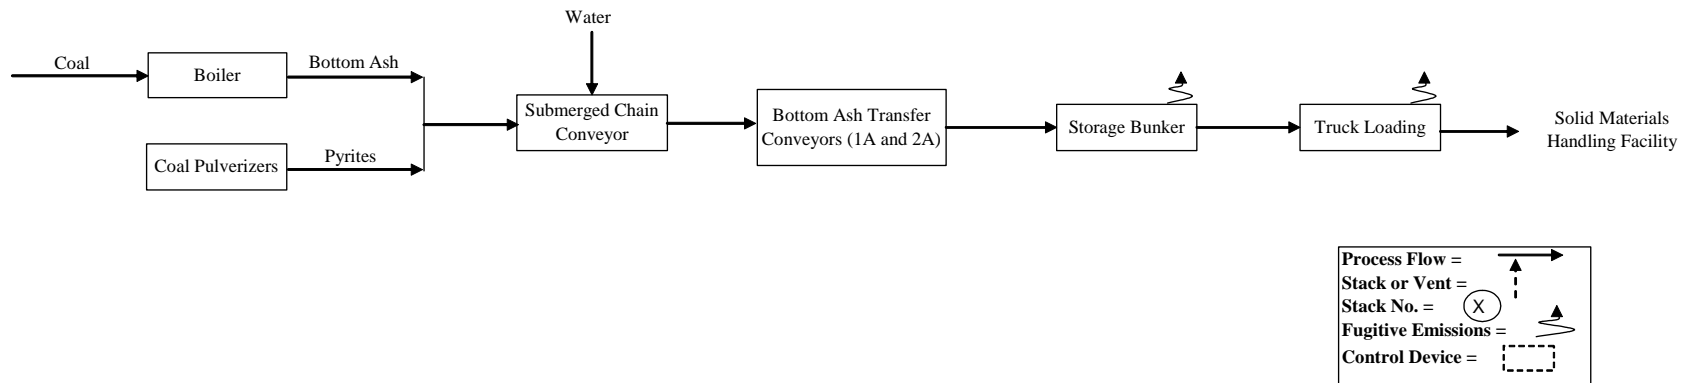 Water
Coal
Boiler
Bottom Ash
Coal Pulverizers
Pyrites
Submerged Chain
Conveyor
Bottom Ash Transfer
Conveyors (1A and 2A)
Storage Bunker
Truck Loading
Solid Materials
Handling Facility
Process Flow =
Stack or Vent =
Stack No. = X
Fugitive Emissions =
Control Device =